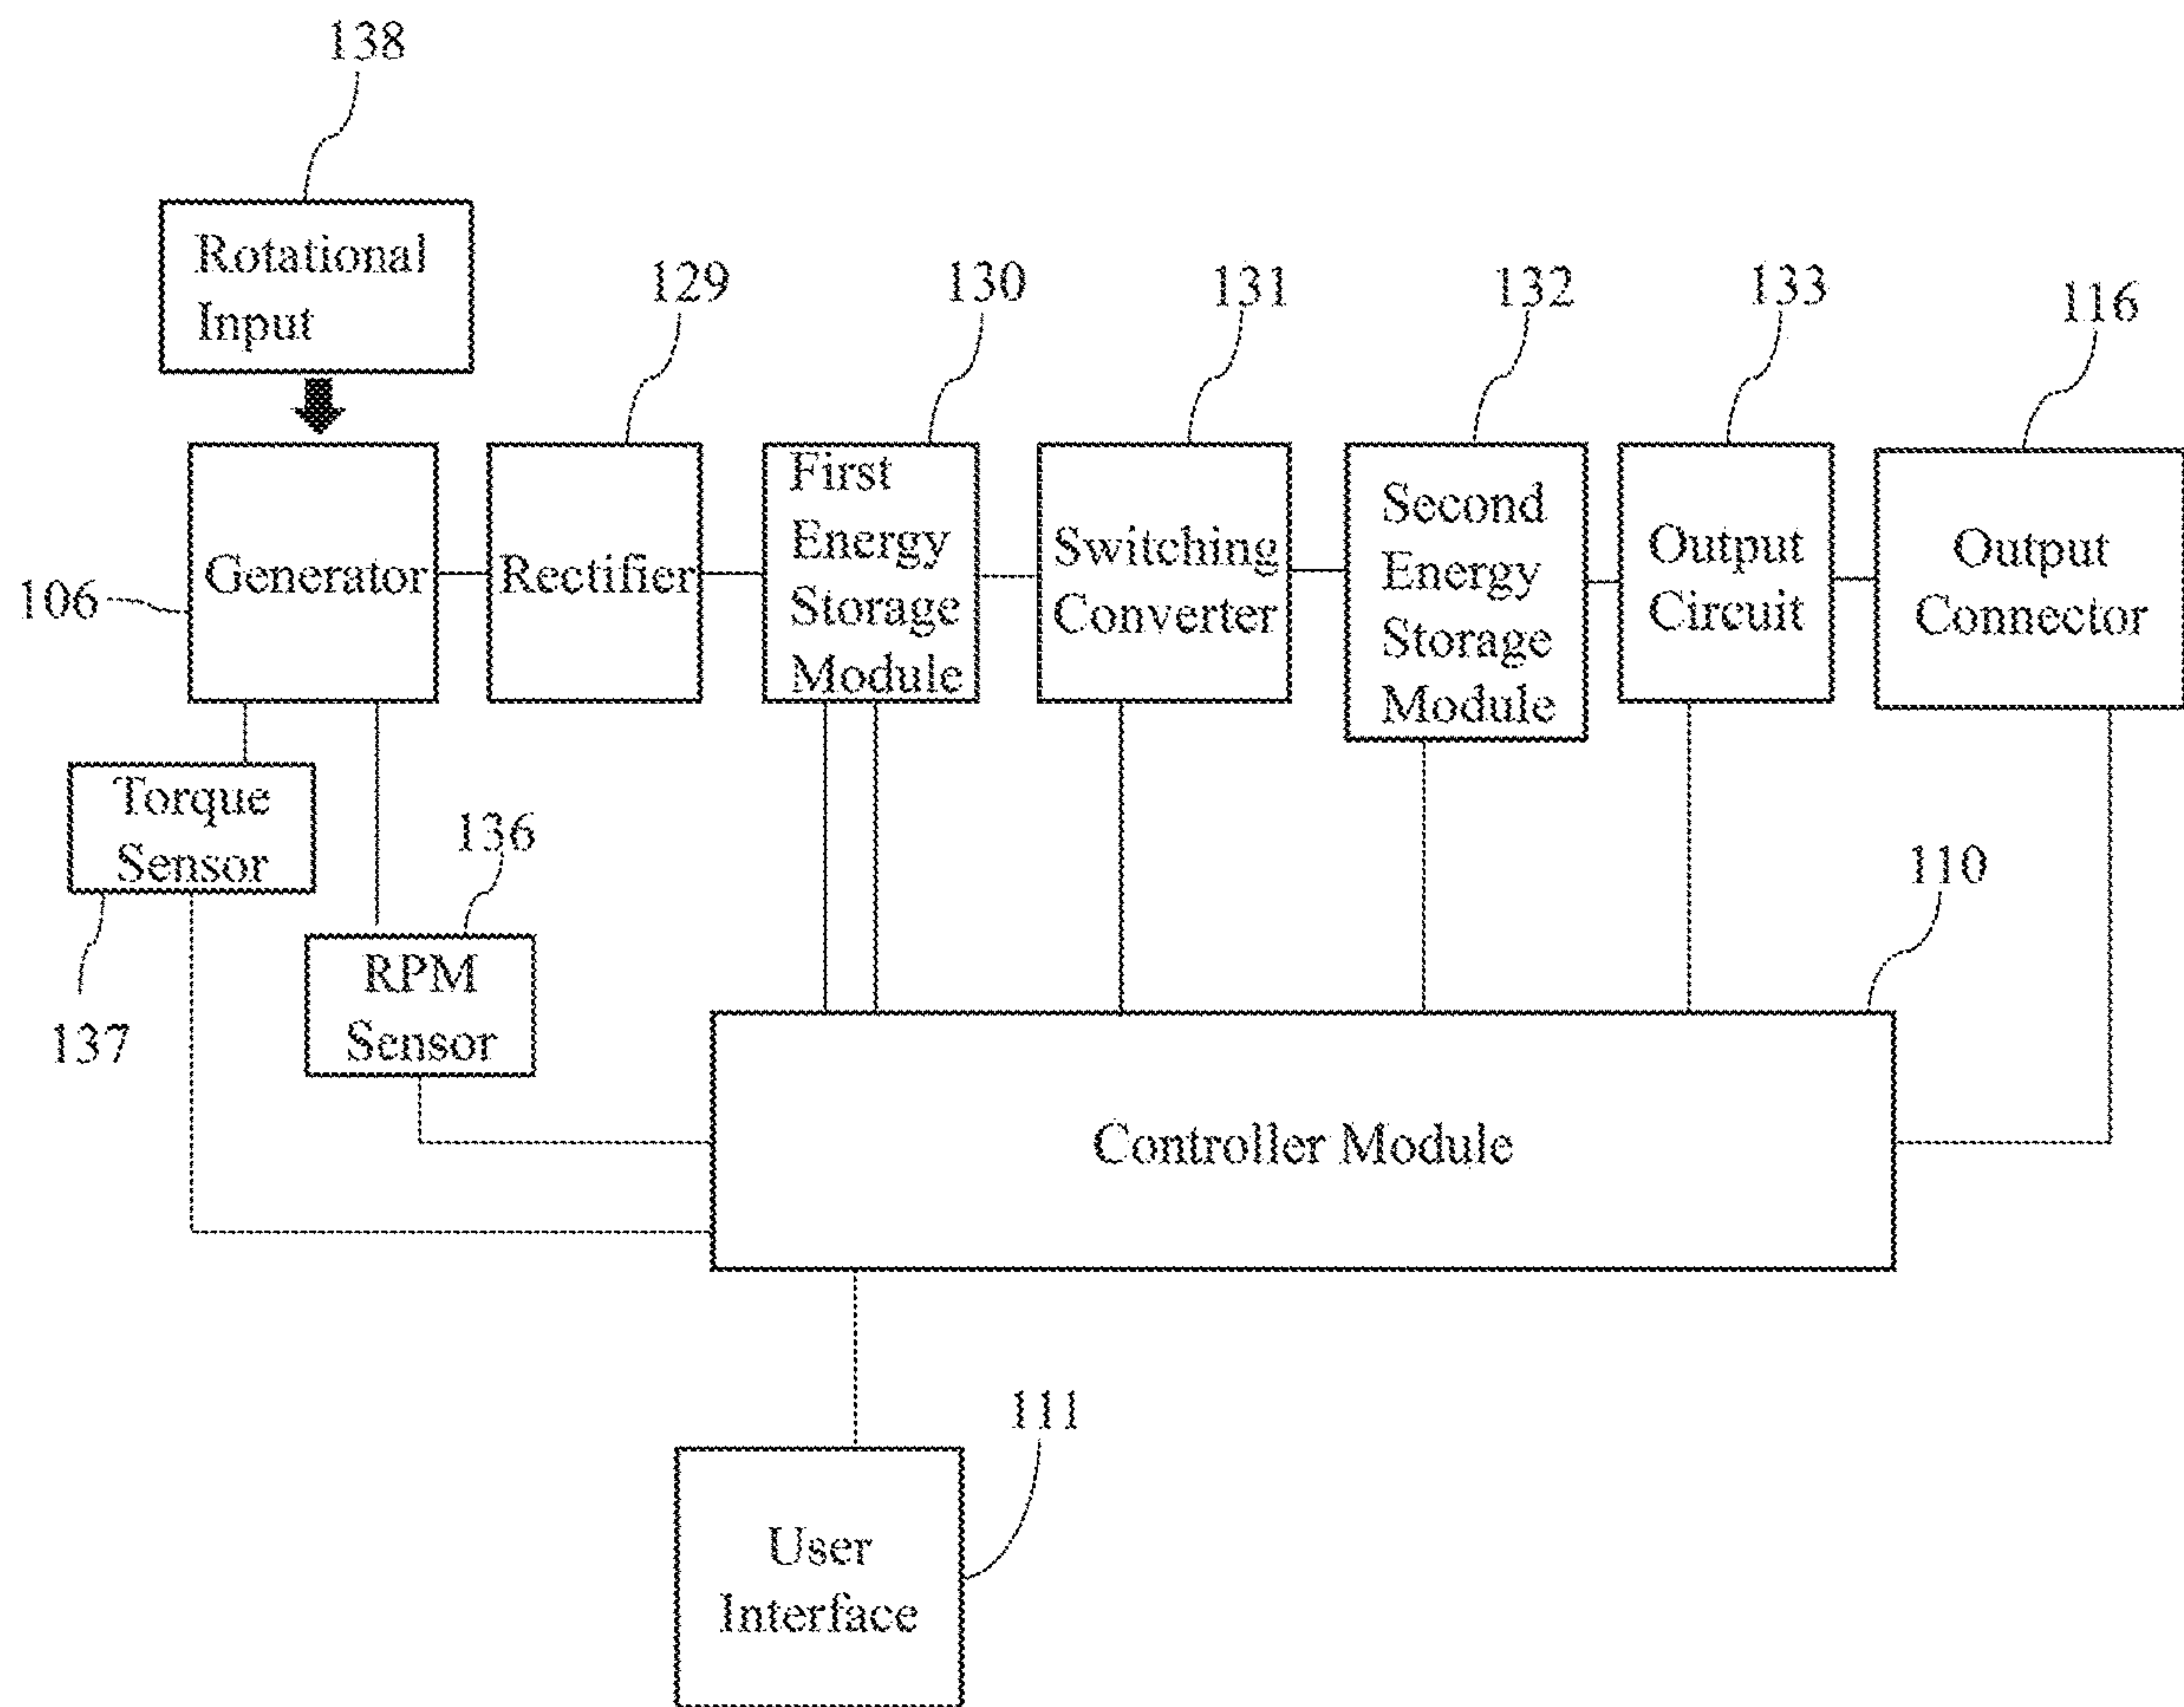 138
Rotational
Input
129
130
131
132
133
116
106
Generator
Rectifier
First
Energy
Storage
Module
Switching
Converter
Second
Energy
Storage
Module
Output
Circuit
Output
Connector
Torque
Sensor
137
136
RPM
Sensor
110
Controller Module
111
User
Interface